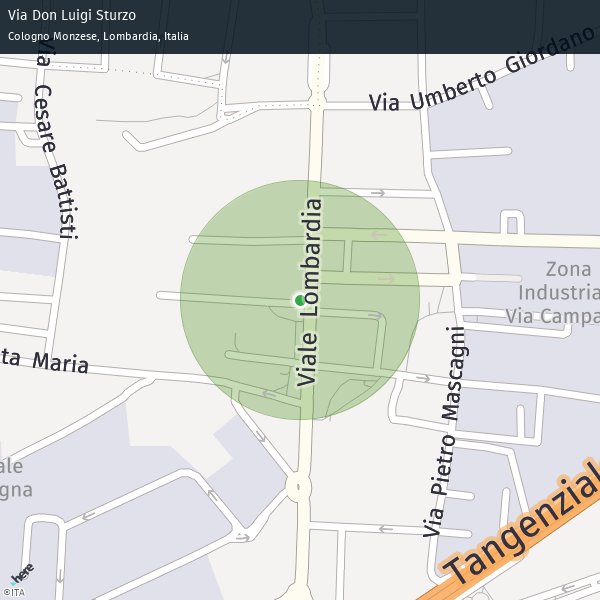 Via Don Luigi Sturzo
Cologno Monzese, Lombardia, Italia
Via Umberto Giordano
Via Cesare Battisti
Viale Lombardia
Zona
Industria
Via Campa
ta Maria
Via Pietro Mascagni
ale
gna
Tangenzial
here
©ITA